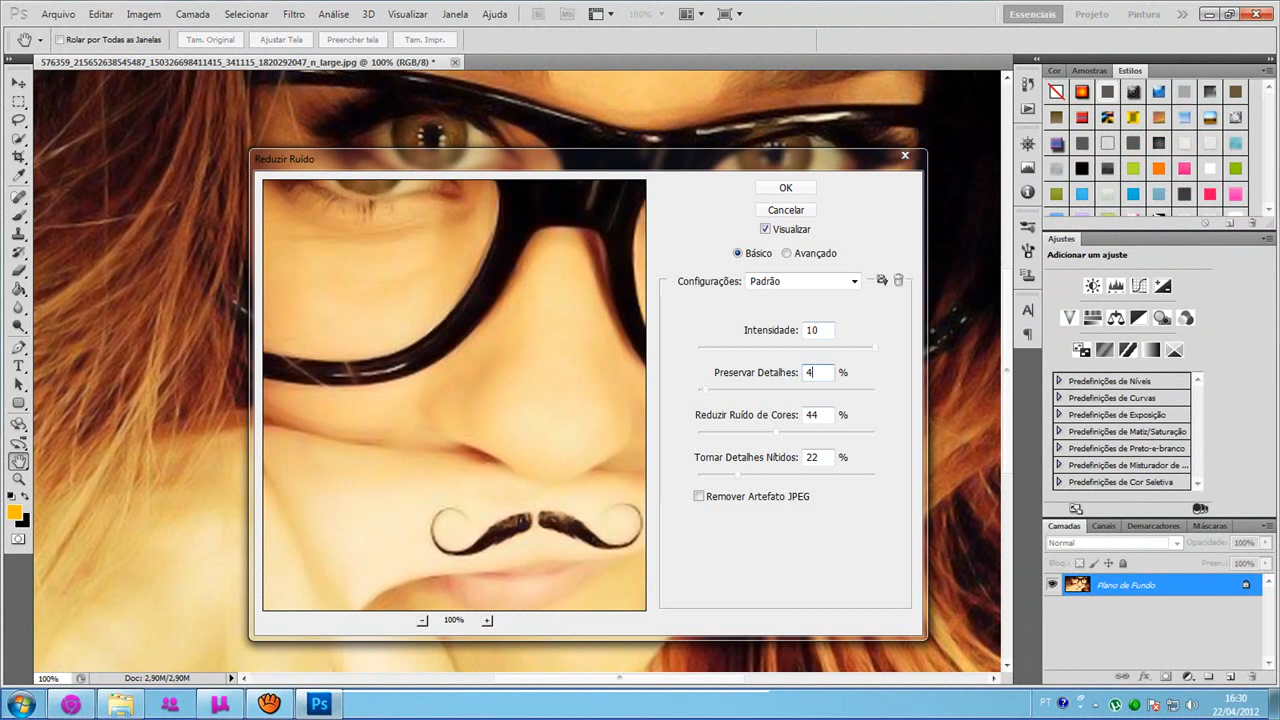 Ps Arquivo Editar Imagem Camada Selecionar Filtro Análise 3D Visualizar Janela Ajuda Br Mb 100% Essenciais Projeto Pintura
Rolar por Todas as Janelas Tam. Original Ajustar Tela Preencher tela Tam. Impr.
576359_215652638545487_150326698411415_341115_1820292047_n_large.jpg @ 100% (RGB/8) *
Cor Amostras Estilos
Reduzir Ruído
OK
Cancelar
Visualizar
Básico Avançado
Configurações: Padrão
Intensidade: 10
Preservar Detalhes: 4 %
Reduzir Ruído de Cores: 44 %
Tornar Detalhes Nítidos: 22 %
Remover Artefato JPEG
100%
Ajustes
Adicionar um ajuste
Predefinições de Níveis
Predefinições de Curvas
Predefinições de Exposição
Predefinições de Matiz/Saturação
Predefinições de Preto-e-branco
Predefinições de Misturador de ...
Predefinições de Cor Seletiva
Camadas Canais Demarcadores Máscaras
Normal Opacidade: 100%
Bloq.: Preen.: 100%
Plano de Fundo
100% Doc: 2,90M/2,90M
Ps PT 16:30
22/04/2012